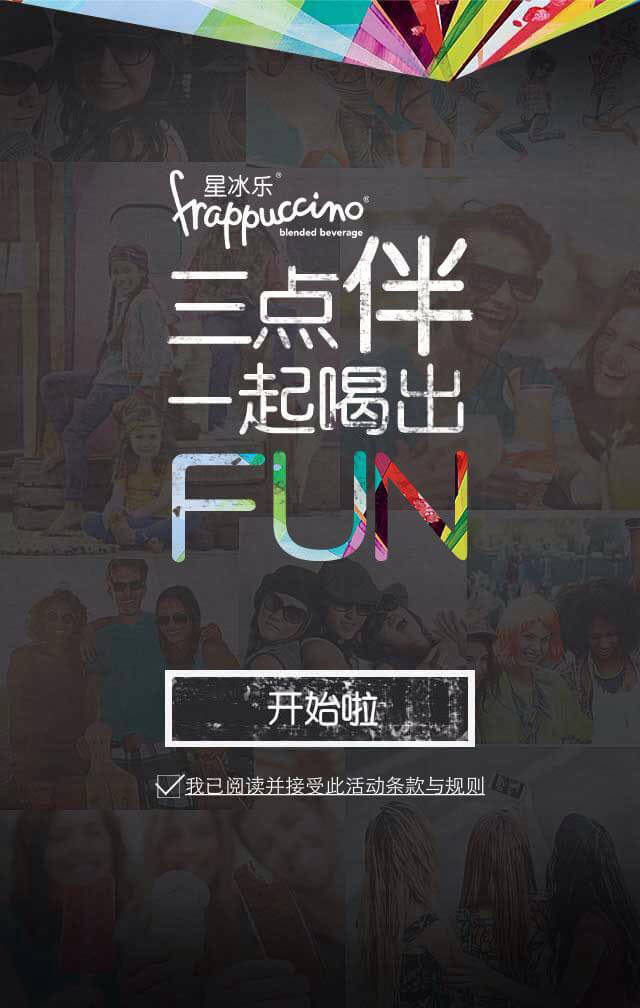 星冰乐®
frappuccino®
blended beverage
三点伴
一起喝出
FUN
开始啦
我已阅读并接受此活动条款与规则